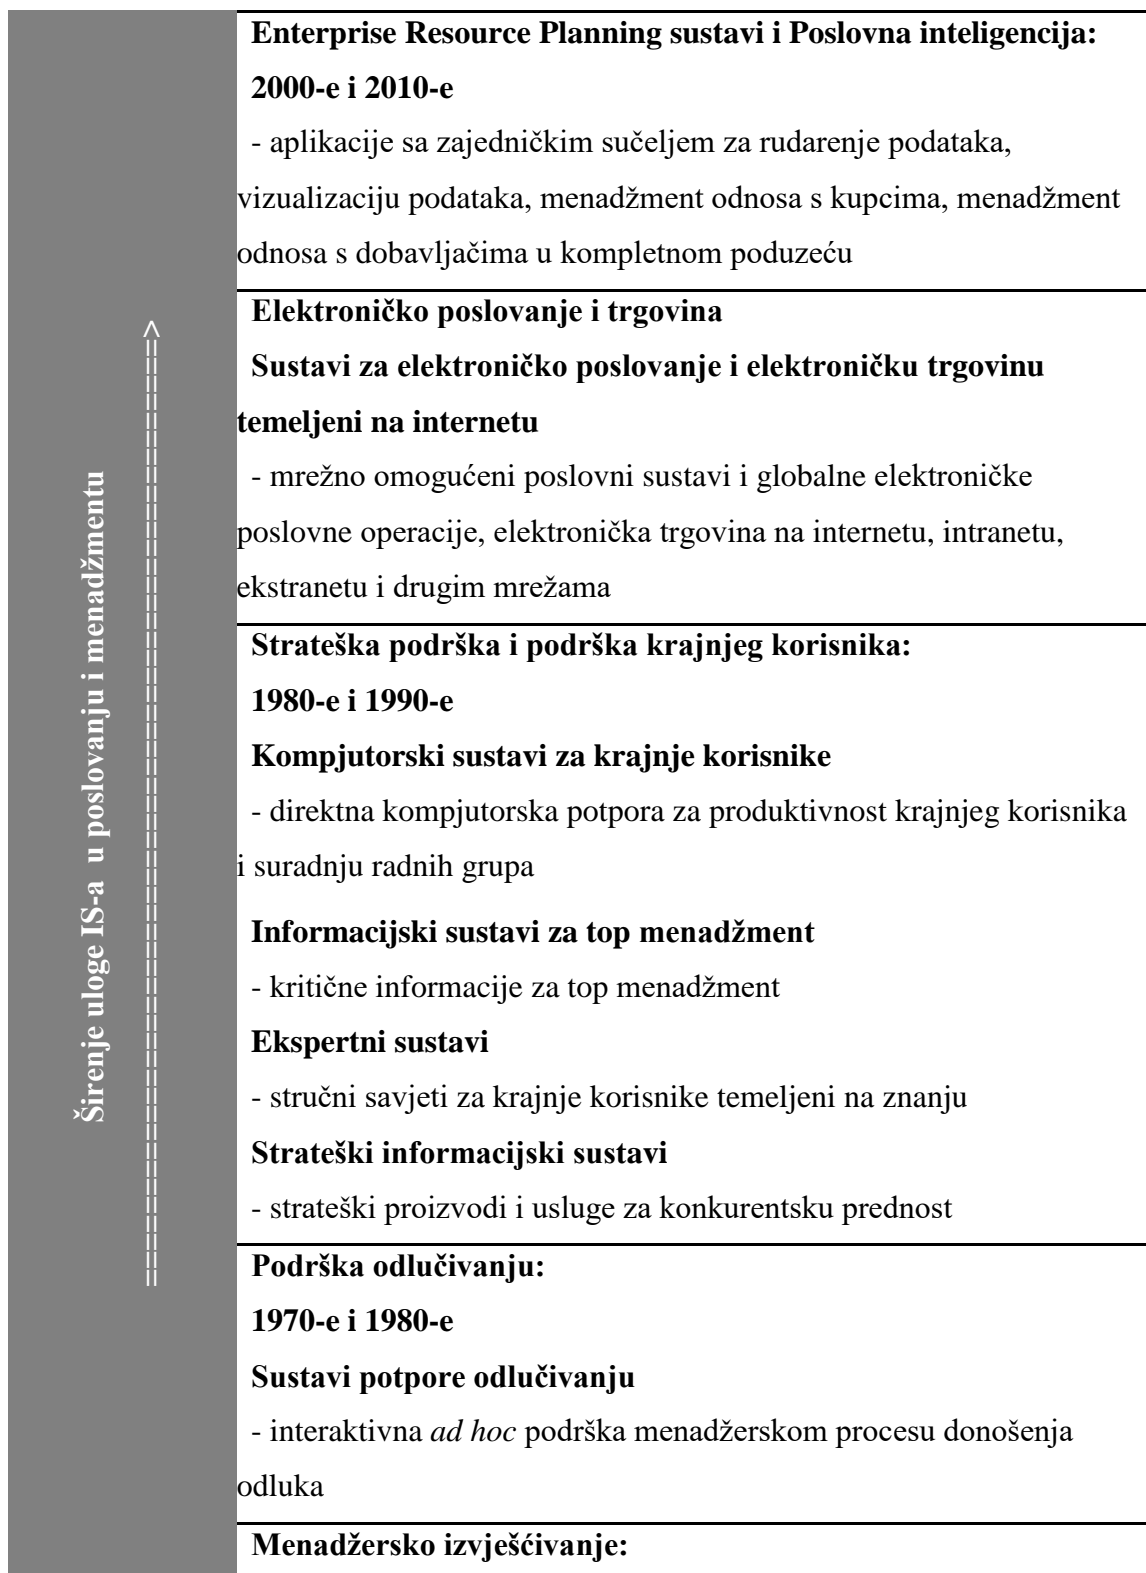 Širenje uloge IS-a  u poslovanju i menadžmentu
Enterprise Resource Planning sustavi i Poslovna inteligencija:
2000-e i 2010-e
- aplikacije sa zajedničkim sučeljem za rudarenje podataka,
vizualizaciju podataka, menadžment odnosa s kupcima, menadžment
odnosa s dobavljačima u kompletnom poduzeću
Elektroničko poslovanje i trgovina
Sustavi za elektroničko poslovanje i elektroničku trgovinu
temeljeni na internetu
- mrežno omogućeni poslovni sustavi i globalne elektroničke
poslovne operacije, elektronička trgovina na internetu, intranetu,
ekstranetu i drugim mrežama
Strateška podrška i podrška krajnjeg korisnika:
1980-e i 1990-e
Kompjutorski sustavi za krajnje korisnike
- direktna kompjutorska potpora za produktivnost krajnjeg korisnika
i suradnju radnih grupa
Informacijski sustavi za top menadžment
- kritične informacije za top menadžment
Ekspertni sustavi
- stručni savjeti za krajnje korisnike temeljeni na znanju
Strateški informacijski sustavi
- strateški proizvodi i usluge za konkurentsku prednost
Podrška odlučivanju:
1970-e i 1980-e
Sustavi potpore odlučivanju
- interaktivna ad hoc podrška menadžerskom procesu donošenja
odluka
Menadžersko izvješćivanje: